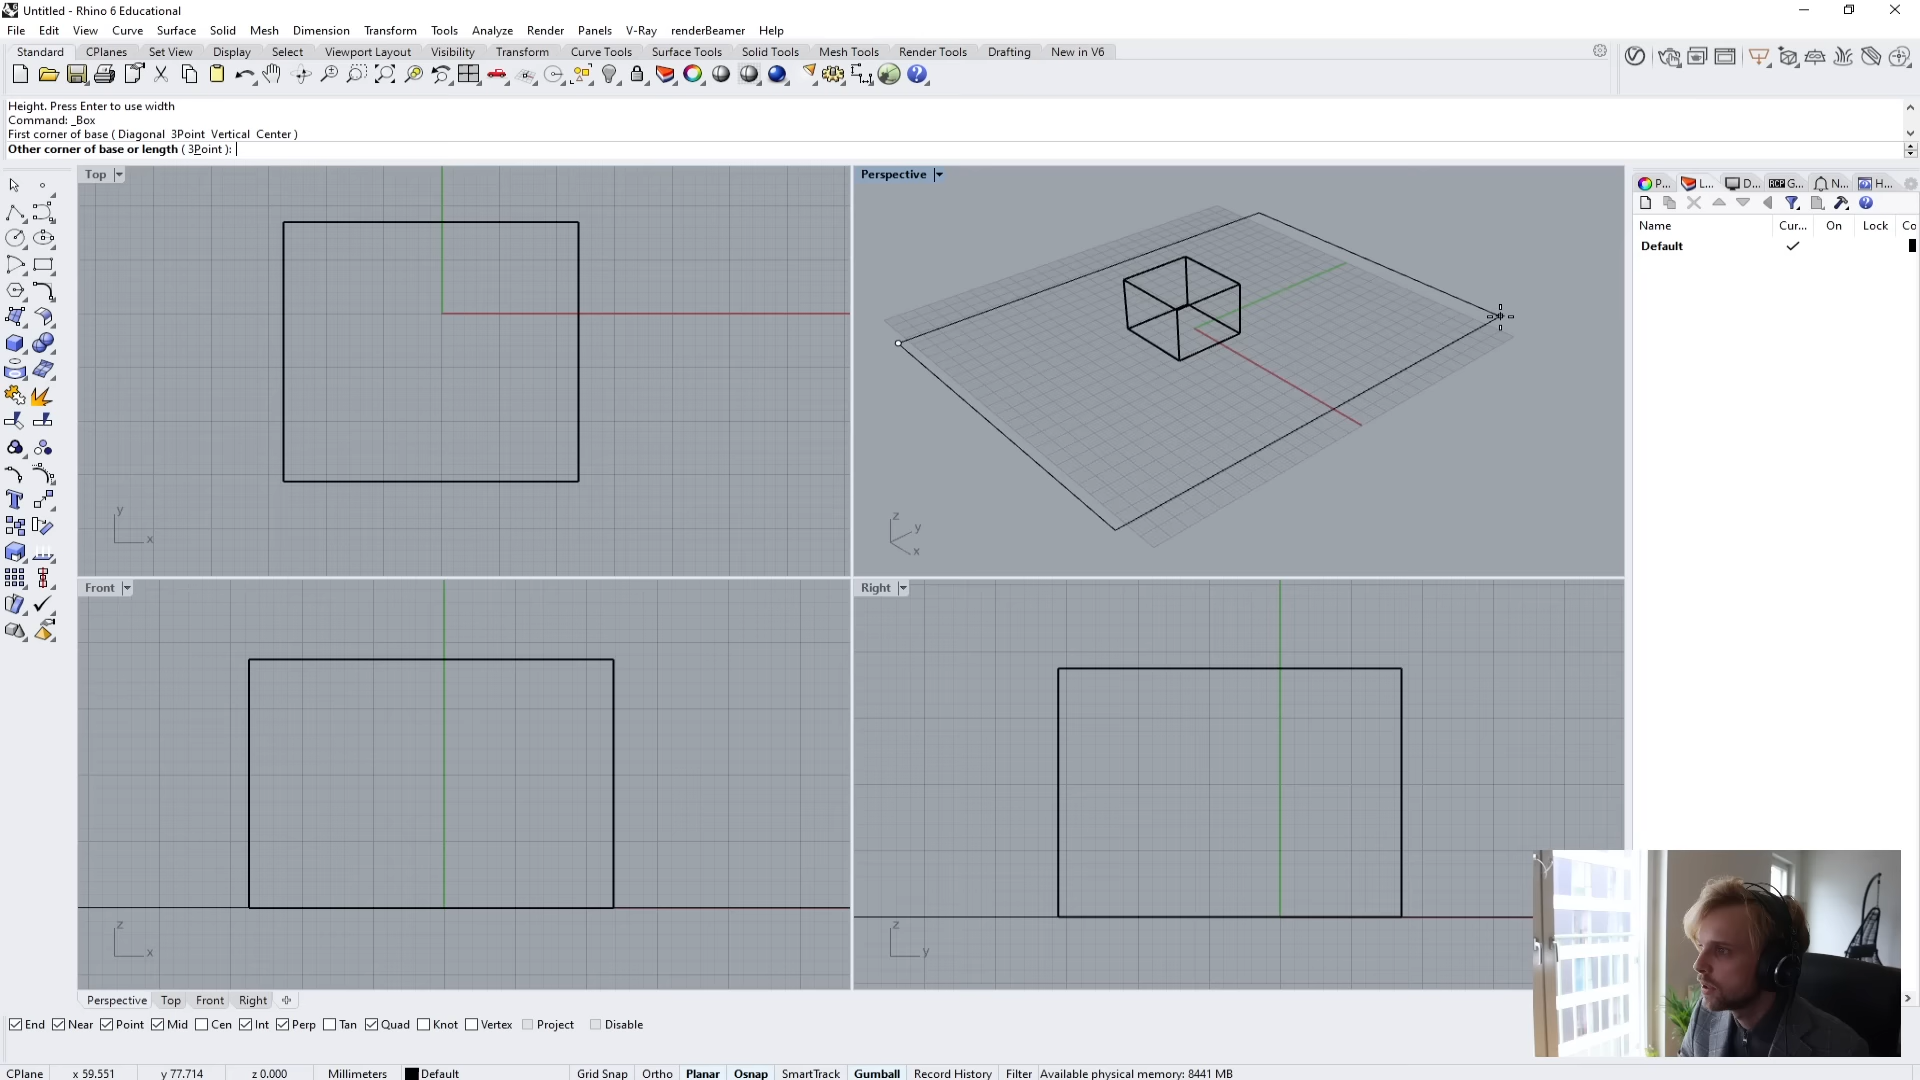 Untitled - Rhino 6 Educational
File Edit View Curve Surface Solid Mesh Dimension Transform Tools Analyze Render Panels V-Ray renderBeamer Help
Standard CPlanes Set View Display Select Viewport Layout Visibility Transform Curve Tools Surface Tools Solid Tools Mesh Tools Render Tools Drafting New in V6
Height. Press Enter to use width
Command: _Box
First corner of base ( Diagonal 3Point Vertical Center )
Other corner of base or length ( 3Point ):
Top
Perspective
P... L... D... G... N... H...
Name Cur... On Lock Co
Default
y
x
z
y
x
Front
Right
z
x
z
y
Perspective Top Front Right
End Near Point Mid Cen Int Perp Tan Quad Knot Vertex Project Disable
CPlane x 59.551 y 77.714 z 0.000 Millimeters Default Grid Snap Ortho Planar Osnap SmartTrack Gumball Record History Filter Available physical memory: 8441 MB